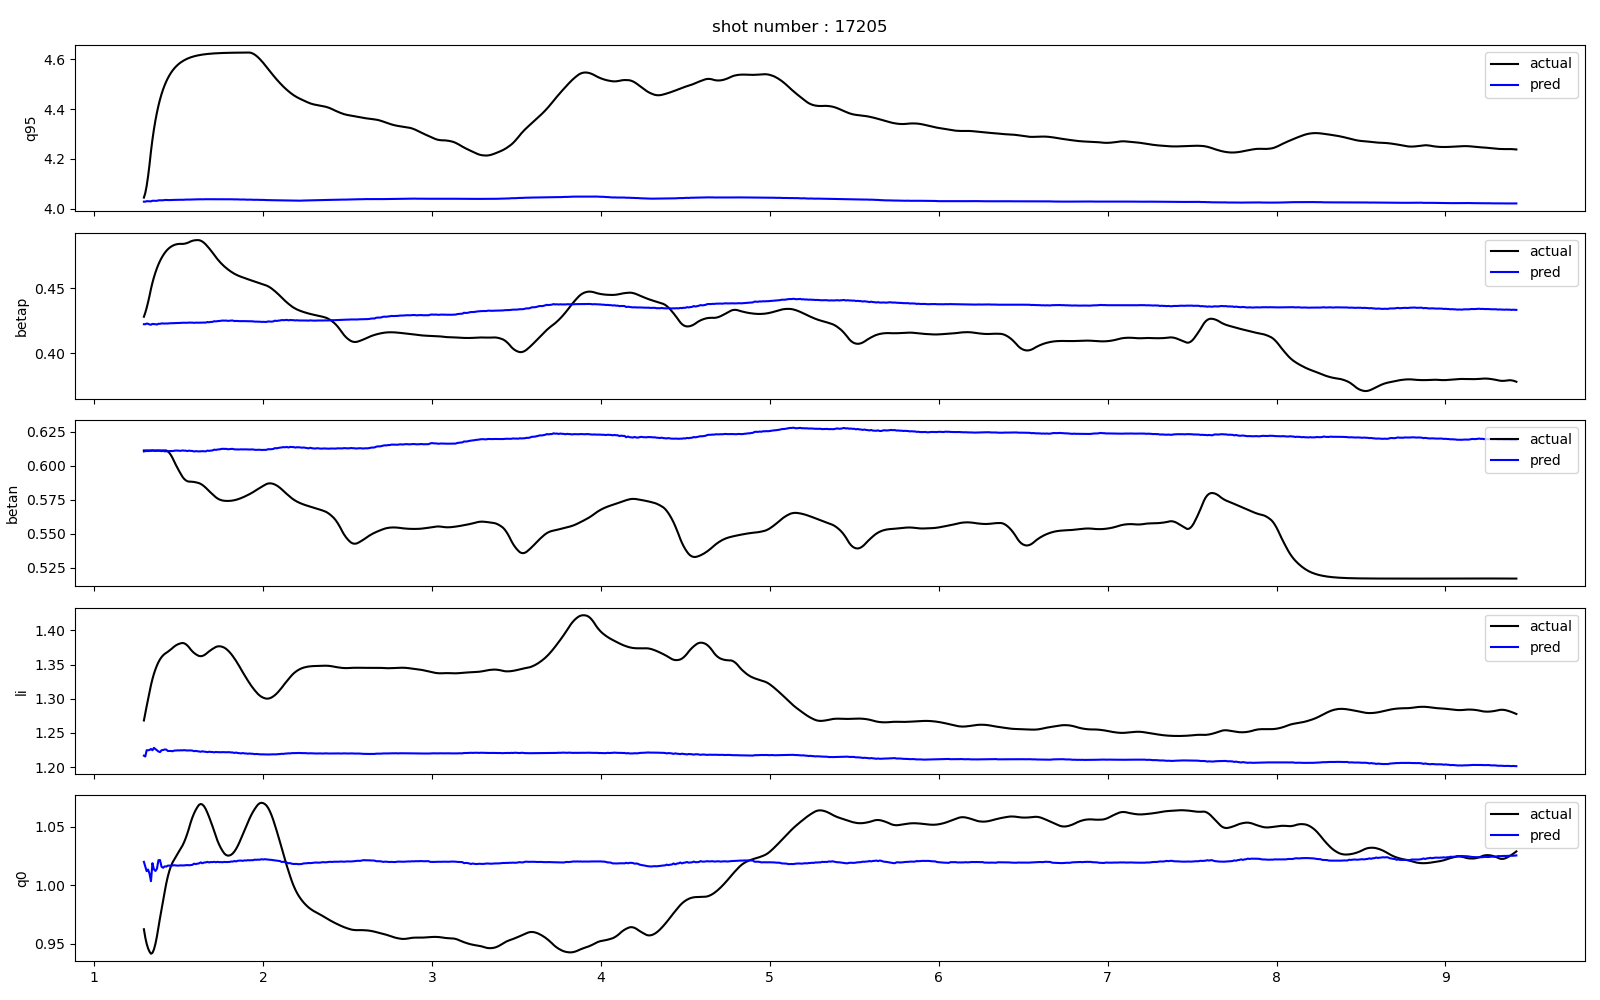 shot number : 17205
4.6
4.4
4.2
4.0
q95
actual
pred
0.45
0.40
betap
actual
pred
0.625
0.600
0.575
0.550
0.525
betan
actual
pred
1.40
1.35
1.30
1.25
1.20
li
actual
pred
1.05
1.00
0.95
q0
actual
pred
1 2 3 4 5 6 7 8 9